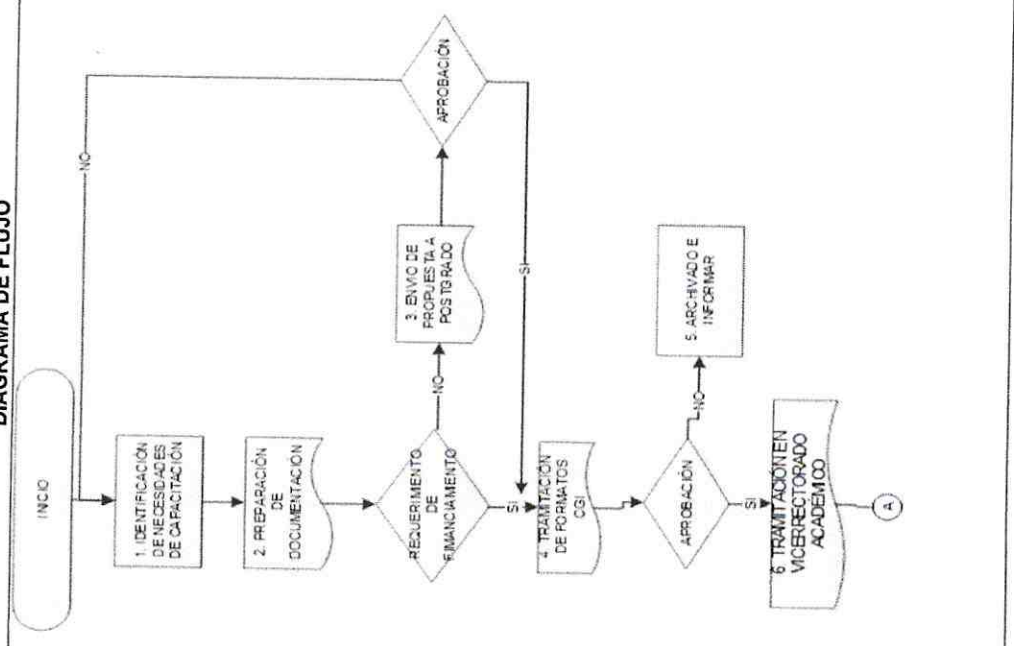 DIAGRAMA DE FLUJO
INICIO
1. IDENTIFICACIÓN
DE NECESIDADES
DE CAPACITACIÓN
2. PREPARACIÓN
DE
DOCUMENTACIÓN
REQUERIMENTO
DE
FIMANCIAMENTO
NO
3. ENVIO DE
PROPUESTA A
POSTGRADO
APROBACIÓN
NO
SI
SI
4. TRAMITACIÓN
DE FORMATOS
CGI
APROBACIÓN
NO
5. ARCHIVADO E
INFORMAR
SI
6. TRAMITACIÓN EN
VICERRECTORADO
ACADEMICO
A